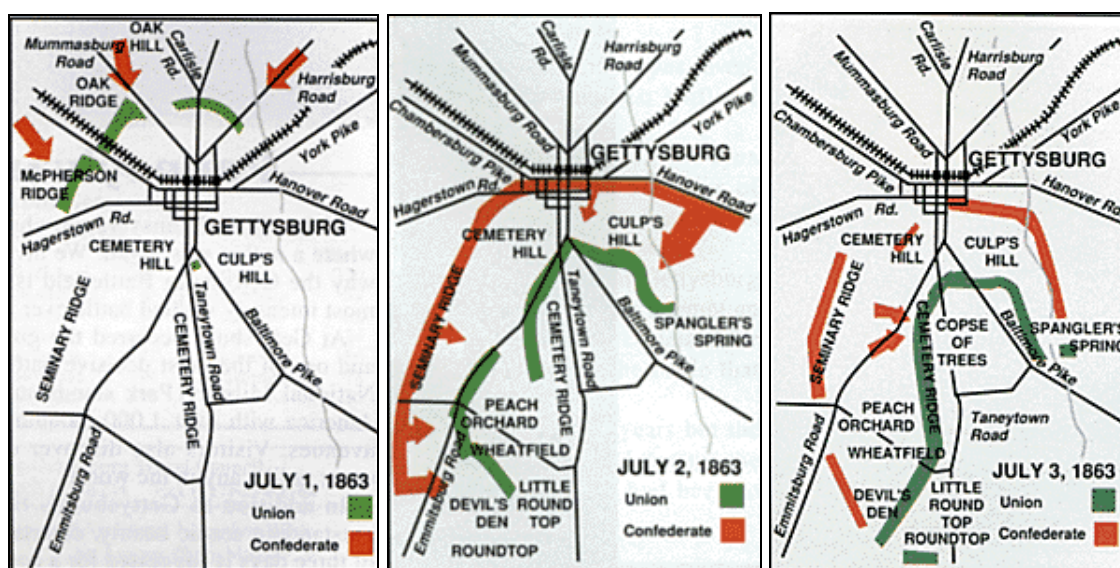 OAK
HILL
Mummasburg
Road
Carlisle
Rd.
Harrisburg
Road
OAK
RIDGE
York Pike
McPHERSON
RIDGE
Hanover Road
Hagerstown Rd.
GETTYSBURG
CEMETERY
HILL
CULP'S
HILL
SEMINARY RIDGE
CEMETERY RIDGE
Taneytown Road
Baltimore Pike
Emmitsburg Road
JULY 1, 1863
Union
Confederate
Carlisle
Rd.
Harrisburg
Road
Mummasburg Road
Chambersburg Pike
York Pike
GETTYSBURG
Hagerstown
Rd.
Hanover Road
CEMETERY
HILL
CULP'S
HILL
SEMINARY RIDGE
CEMETERY RIDGE
Taneytown Road
Baltimore Pike
SPANGLER'S
SPRING
PEACH
ORCHARD
WHEATFIELD
Emmitsburg Road
DEVIL'S
DEN
LITTLE
ROUND
TOP
ROUNDTOP
JULY 2, 1863
Union
Confederate
Carlisle
Rd.
Harrisburg
Road
Mummasburg Road
Chambersburg Pike
York Pike
GETTYSBURG
Hagerstown
Rd.
Hanover Road
CEMETERY
HILL
CULP'S
HILL
SEMINARY RIDGE
CEMETERY RIDGE
COPSE
OF
TREES
Baltimore Pike
SPANGLER'S
SPRING
PEACH
ORCHARD
WHEATFIELD
Taneytown
Road
Emmitsburg Road
DEVIL'S
DEN
LITTLE
ROUND
TOP
ROUNDTOP
JULY 3, 1863
Union
Confederate